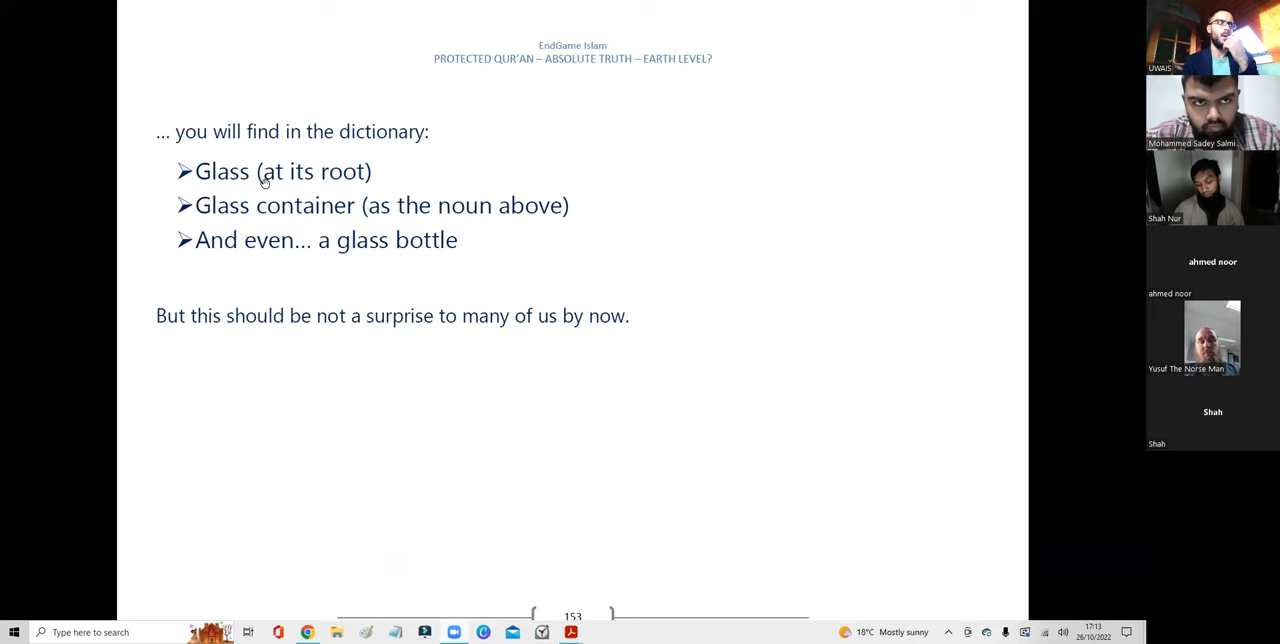 EndGame Islam
PROTECTED QUR'AN – ABSOLUTE TRUTH – EARTH LEVEL?
... you will find in the dictionary:
➢Glass (at its root)
➢Glass container (as the noun above)
➢And even... a glass bottle
But this should be not a surprise to many of us by now.
153
UWAIS
Mohammed Sadey Salmi
Shah Nur
ahmed noor
ahmed noor
Yusuf The Norse Man
Shah
Shah
Type here to search
18°C Mostly sunny
17:13
26/10/2022